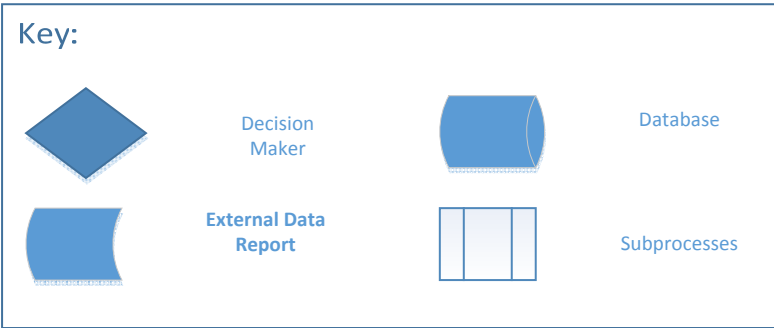 Key:
Decision
Maker
Database
External Data
Report
Subprocesses